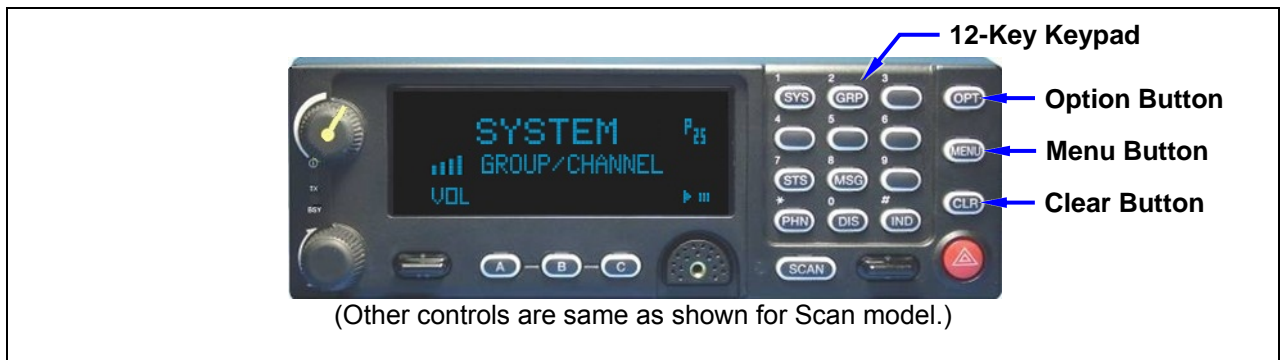 12-Key Keypad
1 2 3
SYS GRP OPT
Option Button
4 5 6
MENU
Menu Button
7 8 9
STS MSG
CLR
Clear Button
* 0 #
PHN DIS IND
SYSTEM P25
GROUP/CHANNEL
VOL
TX
BSY
A B C
SCAN
(Other controls are same as shown for Scan model.)